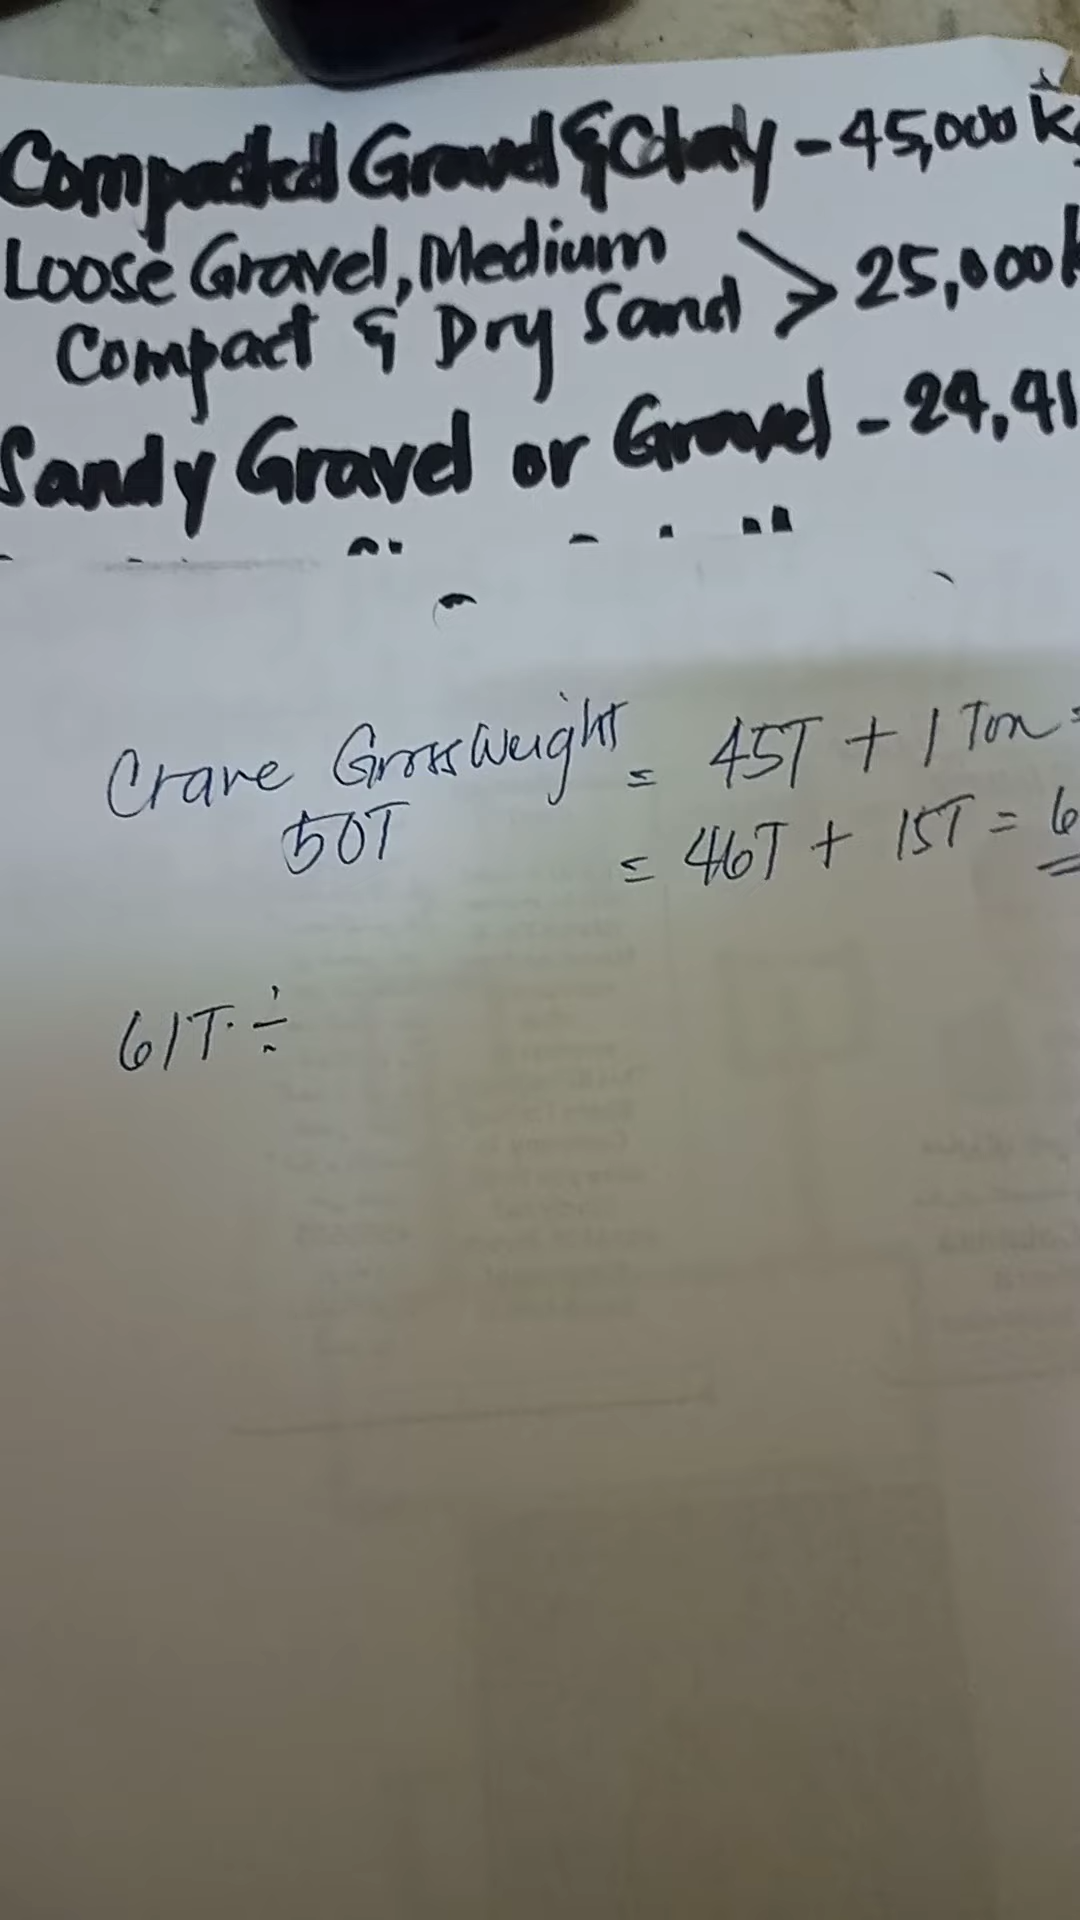 Compacted Gravel & Clay - 45,000 k
Loose Gravel, Medium > 25,000
Compact & Dry Sand
Sandy Gravel or Gravel - 24,41
Crane Gross Weight = 45T + 1 Ton =
50T = 46T + 15T = 6
61T. ÷